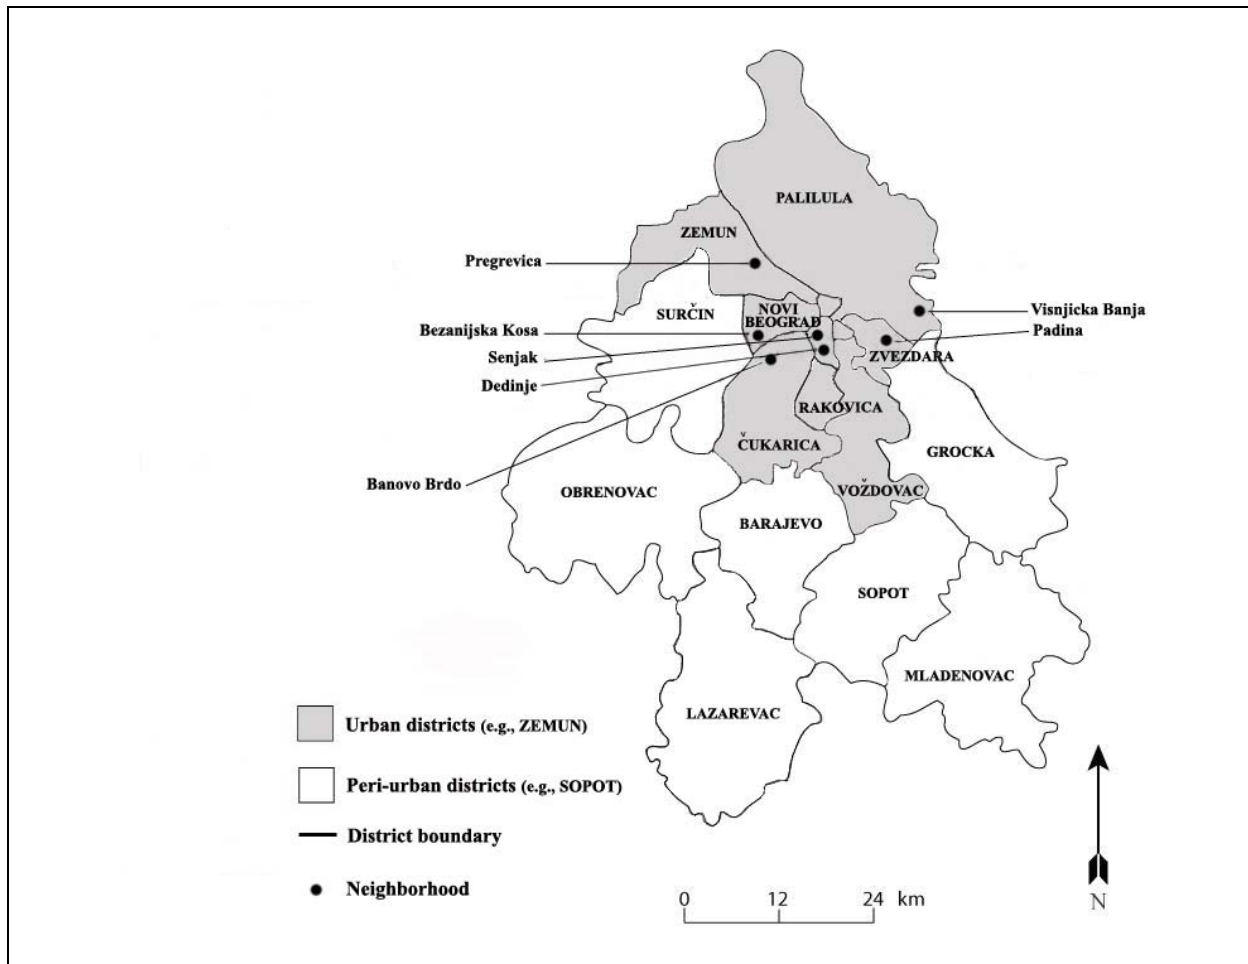 PALILULA
ZEMUN
Pregrevica
SURČIN
NOVI
BEOGRAD
Visnjicka Banja
Bezanijska Kosa
Padina
Senjak
ZVEZDARA
Dedinje
RAKOVICA
ČUKARICA
GROCKA
Banovo Brdo
OBRENOVAC
VOŽDOVAC
BARAJEVO
SOPOT
MLADENOVAC
LAZAREVAC
Urban districts (e.g., ZEMUN)
Peri-urban districts (e.g., SOPOT)
District boundary
Neighborhood
0 12 24 km
N